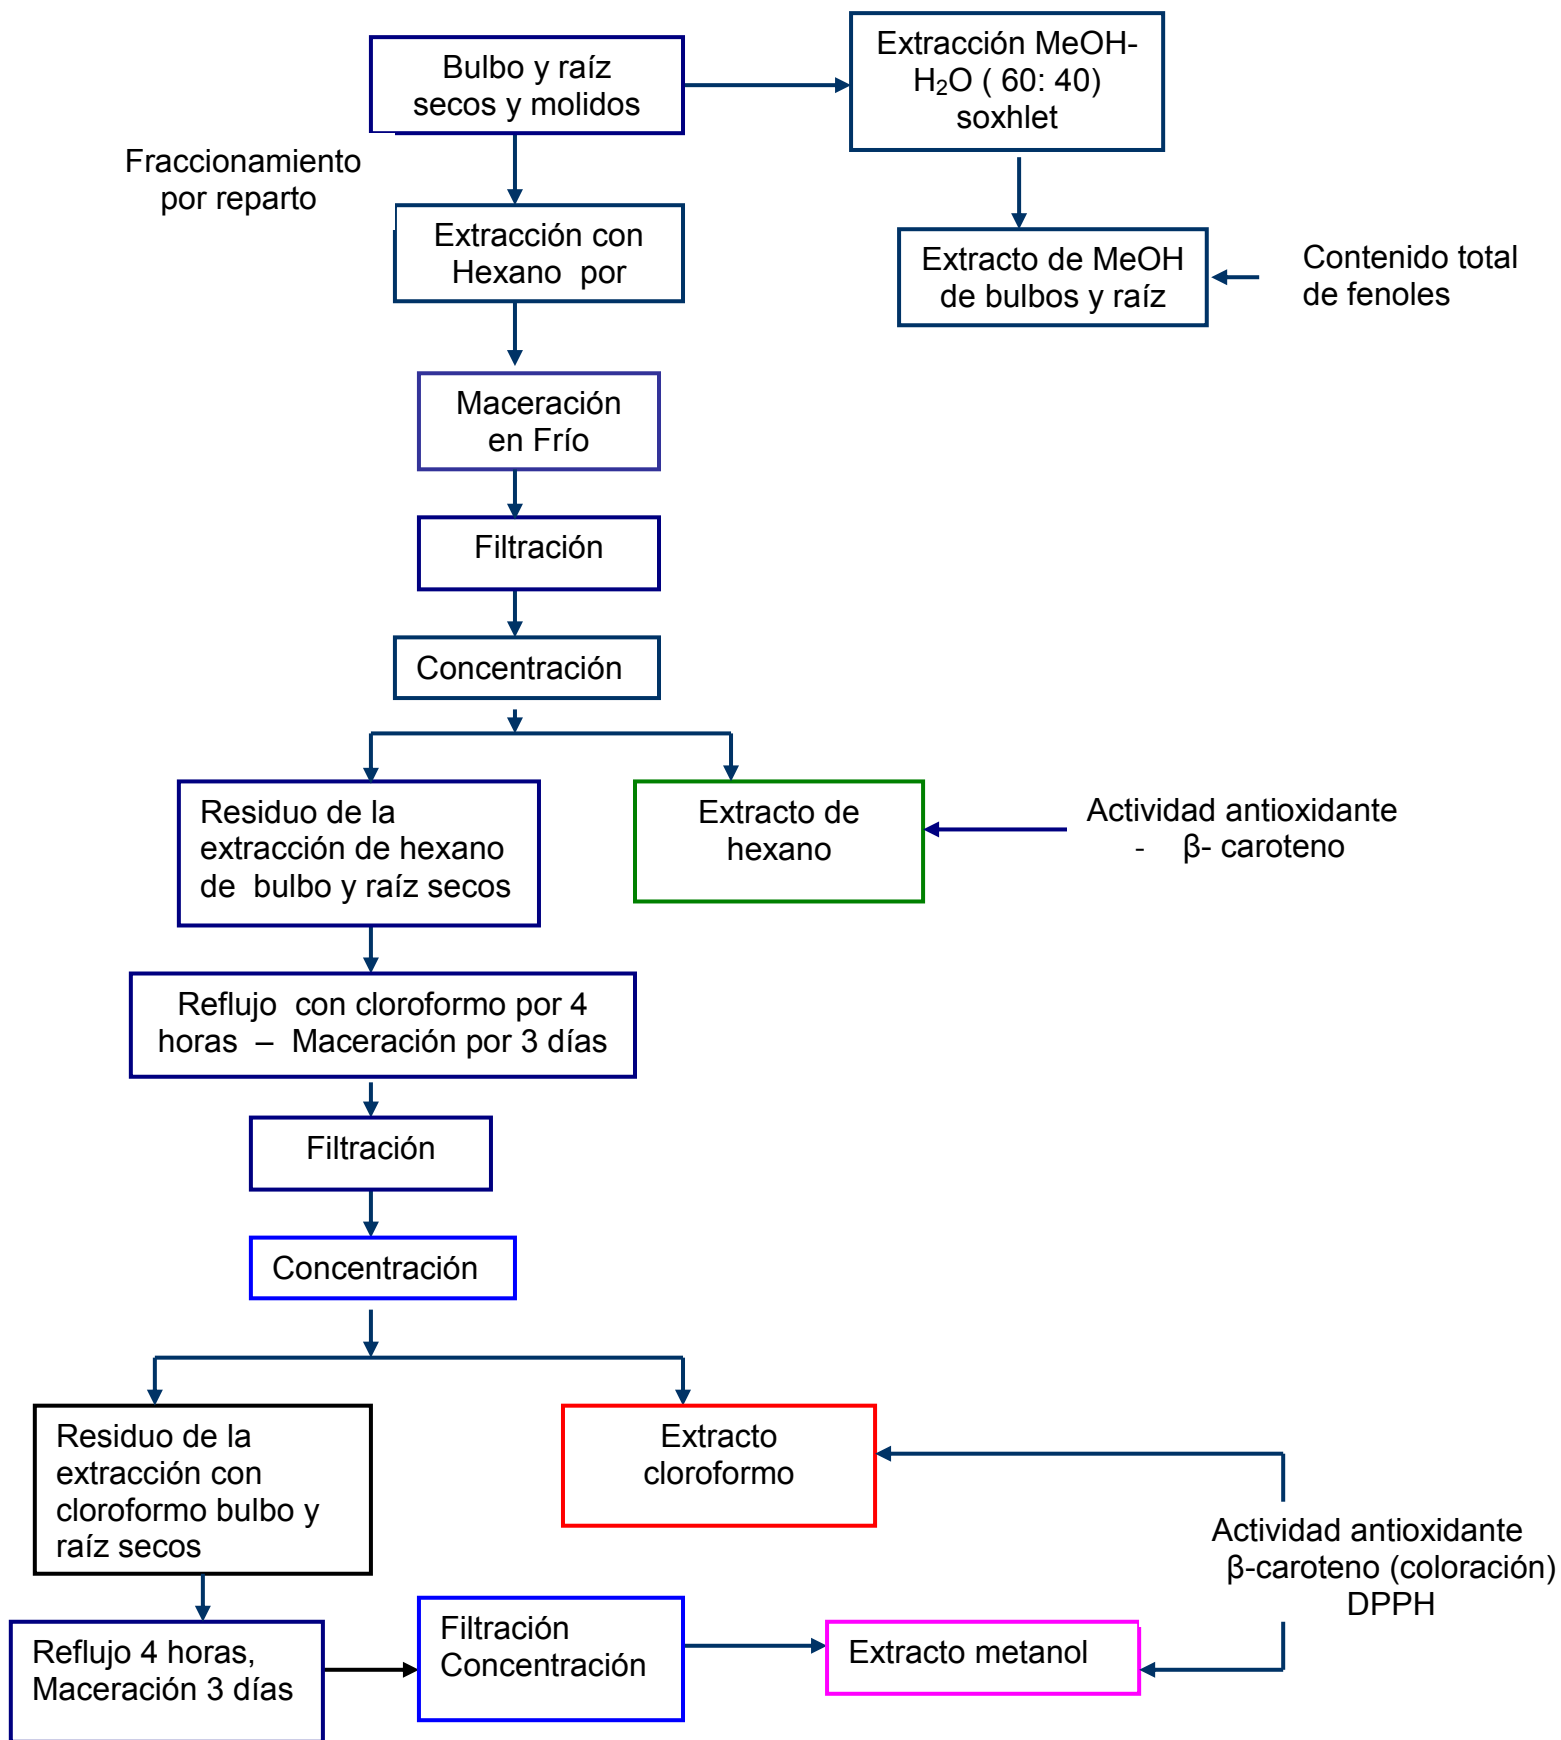 Bulbo y raíz
secos y molidos
Extracción MeOH-
H₂O ( 60: 40)
soxhlet
Fraccionamiento
por reparto
Extracción con
Hexano por
Extracto de MeOH
de bulbos y raíz
Contenido total
de fenoles
Maceración
en Frío
Filtración
Concentración
Residuo de la
extracción de hexano
de bulbo y raíz secos
Extracto de
hexano
Actividad antioxidante
- β- caroteno
Reflujo con cloroformo por 4
horas – Maceración por 3 días
Filtración
Concentración
Residuo de la
extracción con
cloroformo bulbo y
raíz secos
Extracto
cloroformo
Actividad antioxidante
β-caroteno (coloración)
DPPH
Reflujo 4 horas,
Maceración 3 días
Filtración
Concentración
Extracto metanol